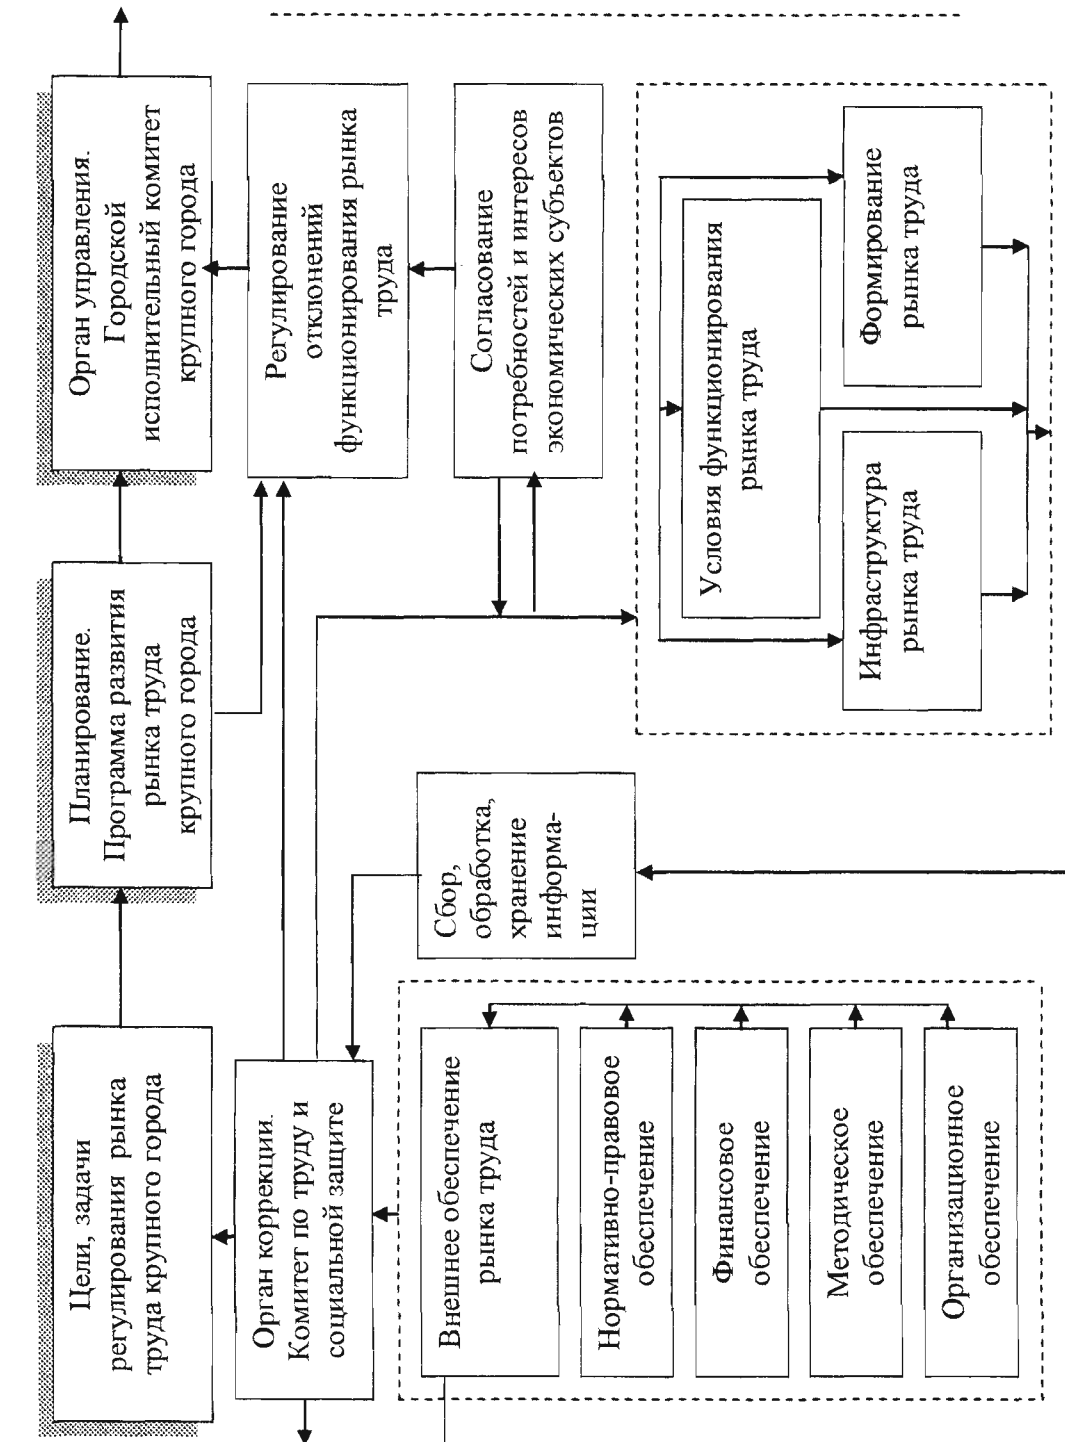 Цели, задачи
регулирования рынка
труда крупного города
Планирование.
Программа развития
рынка труда
крупного города
Орган управления.
Городской
исполнительный комитет
крупного города
Орган коррекции.
Комитет по труду и
социальной защите
Регулирование
отклонений
функционирования рынка
труда
Сбор,
обработка,
хранение
информа-
ции
Согласование
потребностей и интересов
экономических субъектов
Внешнее обеспечение
рынка труда
Нормативно-правовое
обеспечение
Финансовое
обеспечение
Методическое
обеспечение
Организационное
обеспечение
Условия функционирования
рынка труда
Инфраструктура
рынка труда
Формирование
рынка труда